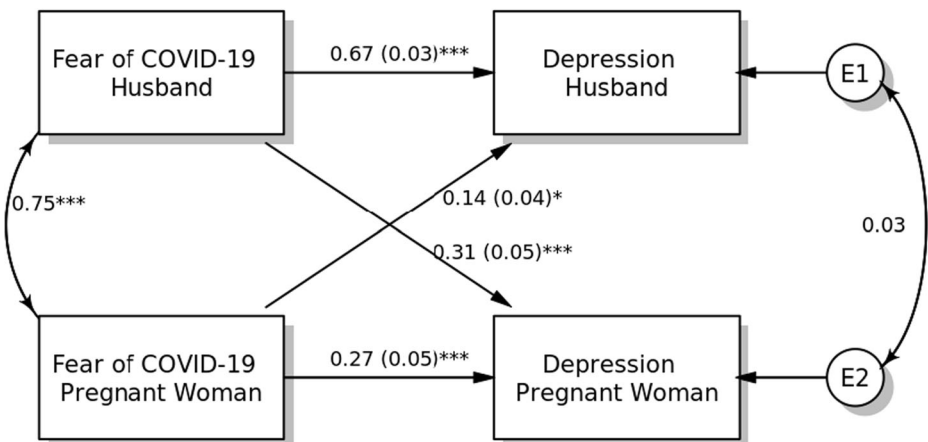 Fear of COVID-19
Husband
0.67 (0.03)***
Depression
Husband
E1
0.75***
0.14 (0.04)*
0.03
0.31 (0.05)***
Fear of COVID-19
Pregnant Woman
0.27 (0.05)***
Depression
Pregnant Woman
E2